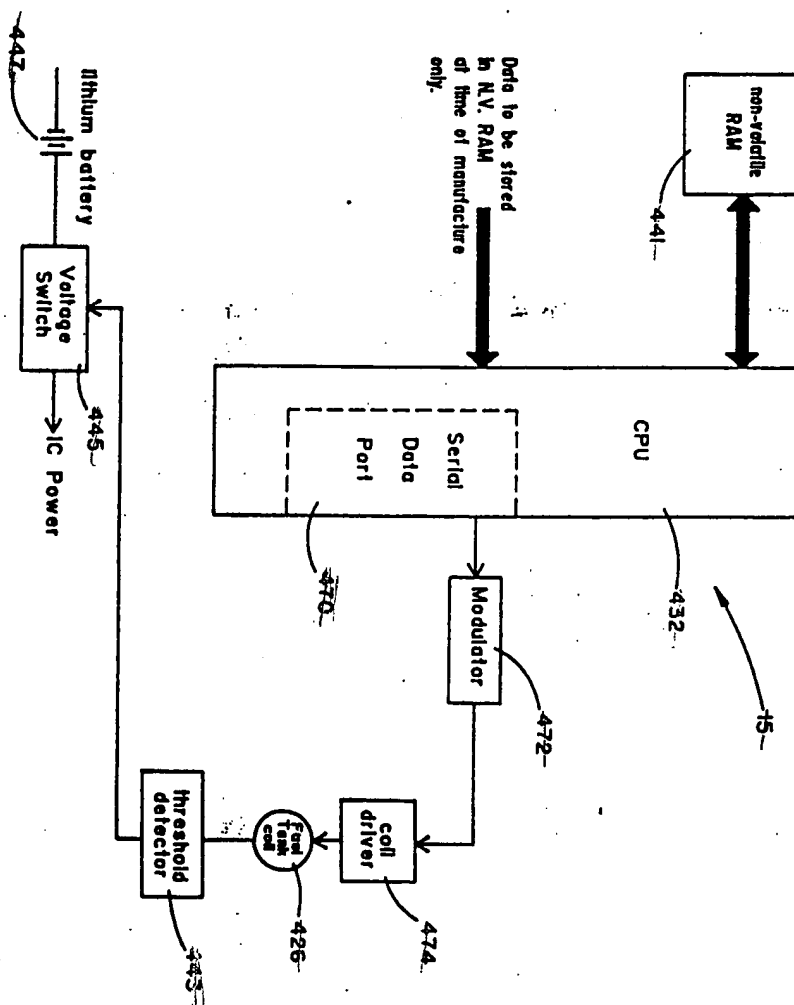 non-volatile
RAM
441
Data to be stored
in N.V. RAM
at time of manufacture
only.
lithium battery
447
Voltage
Switch
445
IC Power
CPU
432
15
Serial
Data
Port
470
Modulator
472
coil
driver
474
Fuel
Tank
coil
426
threshold
detector
443